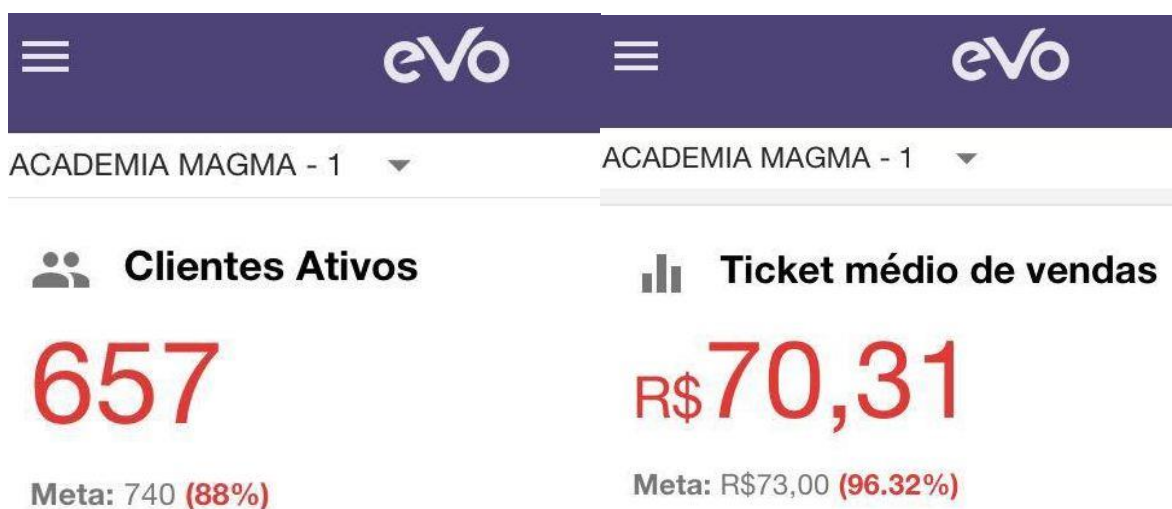 evo
ACADEMIA MAGMA - 1
Clientes Ativos
657
Meta: 740 (88%)
evo
ACADEMIA MAGMA - 1
Ticket médio de vendas
R$70,31
Meta: R$73,00 (96.32%)